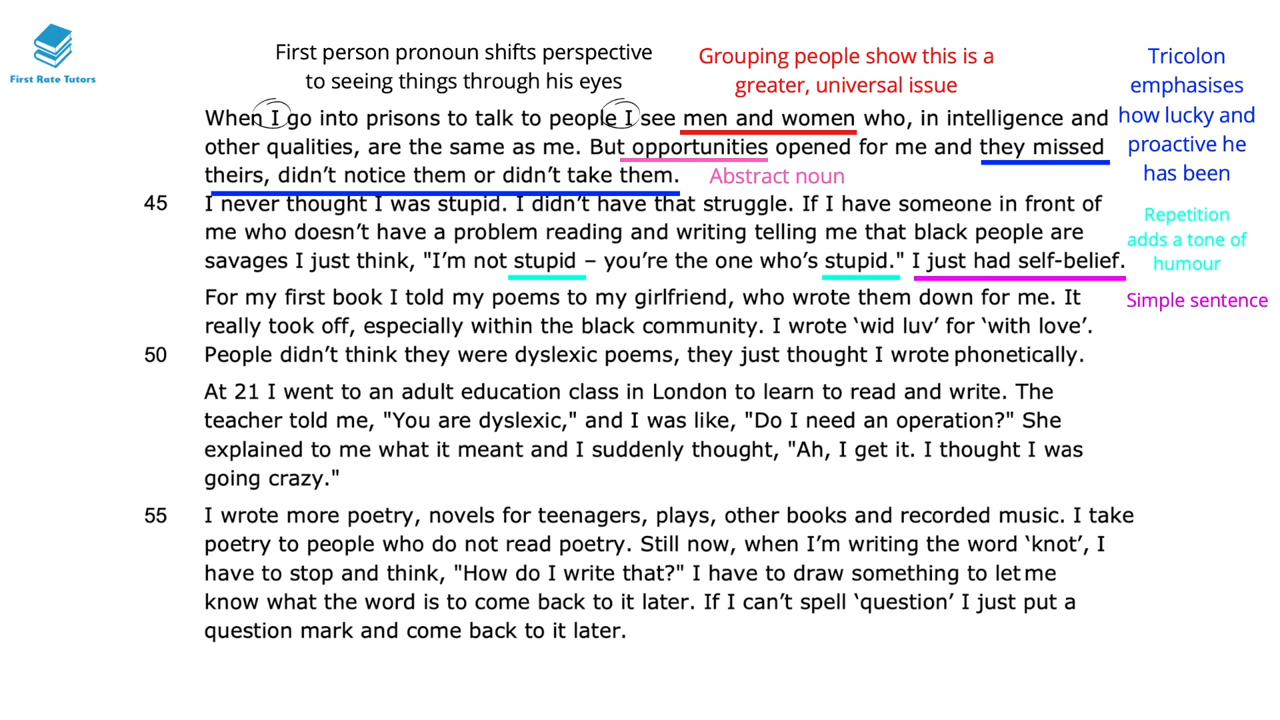 First Rate Tutors
First person pronoun shifts perspective
to seeing things through his eyes
Grouping people show this is a
greater, universal issue
Tricolon
emphasises
how lucky and
proactive he
has been
When I go into prisons to talk to people I see men and women who, in intelligence and
other qualities, are the same as me. But opportunities opened for me and they missed
theirs, didn't notice them or didn't take them.
Abstract noun
45 I never thought I was stupid. I didn't have that struggle. If I have someone in front of
me who doesn't have a problem reading and writing telling me that black people are
savages I just think, "I'm not stupid – you're the one who's stupid." I just had self-belief.
Repetition
adds a tone of
humour
Simple sentence
For my first book I told my poems to my girlfriend, who wrote them down for me. It
really took off, especially within the black community. I wrote 'wid luv' for 'with love'.
50 People didn't think they were dyslexic poems, they just thought I wrote phonetically.
At 21 I went to an adult education class in London to learn to read and write. The
teacher told me, "You are dyslexic," and I was like, "Do I need an operation?" She
explained to me what it meant and I suddenly thought, "Ah, I get it. I thought I was
going crazy."
55 I wrote more poetry, novels for teenagers, plays, other books and recorded music. I take
poetry to people who do not read poetry. Still now, when I'm writing the word 'knot', I
have to stop and think, "How do I write that?" I have to draw something to let me
know what the word is to come back to it later. If I can't spell 'question' I just put a
question mark and come back to it later.